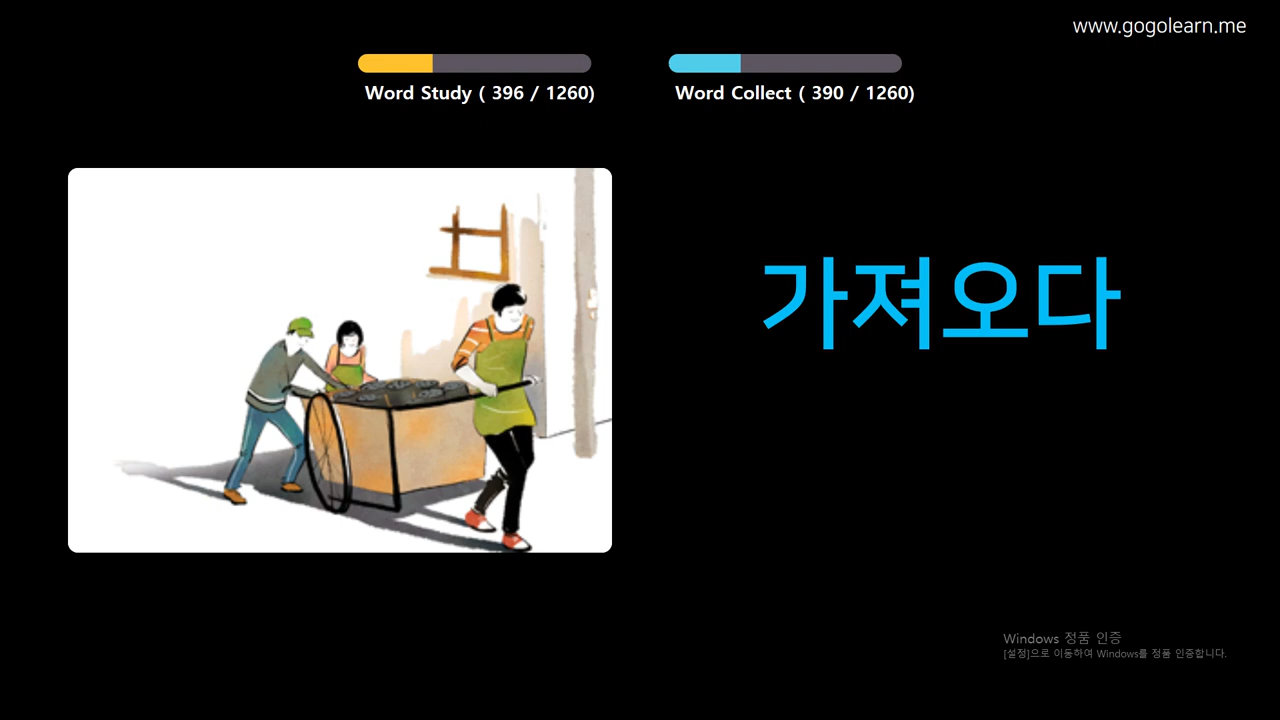 www.gogolearn.me
Word Study ( 396 / 1260)
Word Collect ( 390 / 1260)
가져오다
Windows 정품 인증
[설정]으로 이동하여 Windows를 정품 인증합니다.